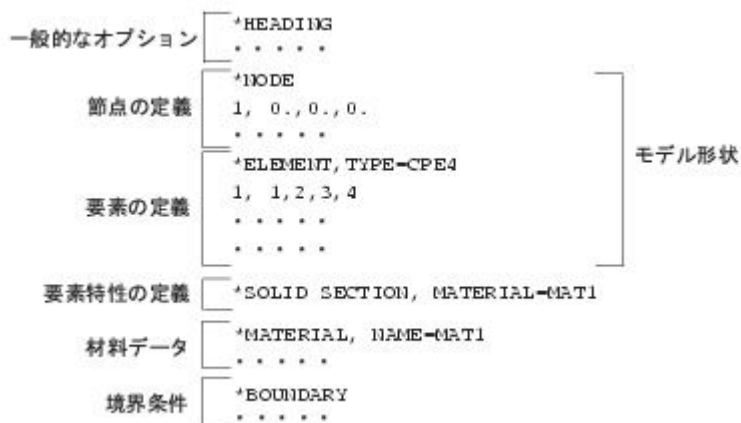 一般的なオプション
*HEADING
. . . . .
節点の定義
*NODE
1, 0.,0.,0.
. . . . .
モデル形状
要素の定義
*ELEMENT,TYPE=CPE4
1, 1,2,3,4
. . . . .
. . . . .
要素特性の定義
*SOLID SECTION, MATERIAL=MAT1
材料データ
*MATERIAL, NAME=MAT1
. . . . .
境界条件
*BOUNDARY
. . . . .